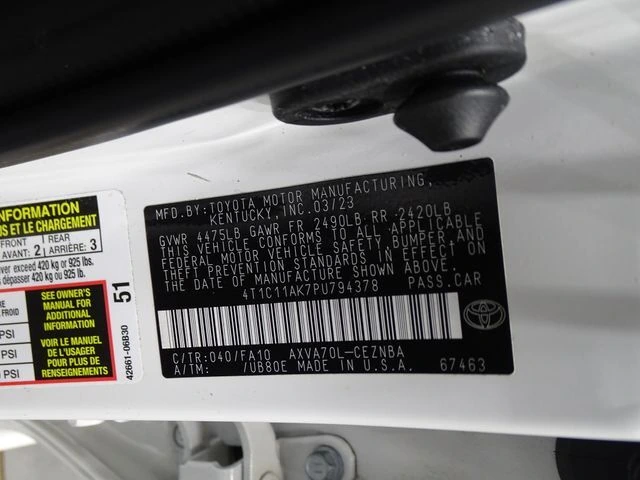 US ET
LE CHARGEMENT
FRONT
AVANT: 2
REAR
ARRIÈRE: 3
ver exceed 420 kg or 925 lbs.
dépasser 420 kg ou 925 lb.
FROID
PSI
PSI
PSI
SEE OWNER'S
MANUAL FOR
ADDITIONAL
INFORMATION
VOIR LE MANUEL
DE L'USAGER
POUR PLUS DE
RENSEIGNEMENTS
51
42661-06B30
MFD.BY:TOYOTA MOTOR MANUFACTURING,
KENTUCKY,INC.03/23
GVWR 4475LB GAWR FR 2490LB RR 2420LB
THIS VEHICLE CONFORMS TO ALL APPLICABLE
FEDERAL MOTOR VEHICLE SAFETY,BUMPER,AND
THEFT PREVENTION STANDARDS IN EFFECT ON
THE DATE OF MANUFACTURE SHOWN ABOVE.
4T1C11AK7PU794378 PASS.CAR
C/TR:040/FA10 AXVA70L-CEZNBA
A/TM: /UB80E MADE IN U.S.A. 67463